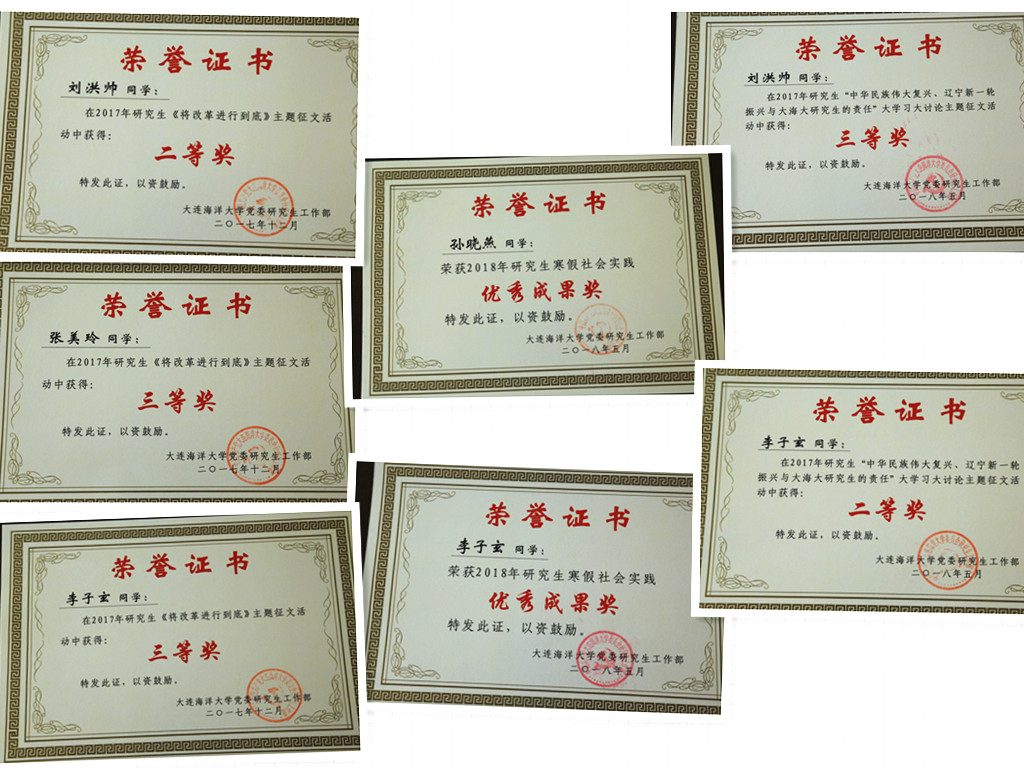 荣誉证书
刘洪帅 同学：
在2017年研究生《将改革进行到底》主题征文活
动中获得：
二等奖
特发此证，以资鼓励。
大连海洋大学党委研究生工作部
二〇一七年十二月
荣誉证书
张美玲 同学：
在2017年研究生《将改革进行到底》主题征文活
动中获得：
三等奖
特发此证，以资鼓励。
大连海洋大学党委研究生工作部
二〇一七年十二月
荣誉证书
李子玄 同学：
在2017年研究生《将改革进行到底》主题征文活
动中获得：
三等奖
特发此证，以资鼓励。
大连海洋大学党委研究生工作部
二〇一七年十二月
荣誉证书
孙晓燕 同学：
荣获2018年研究生寒假社会实践
优秀成果奖
特发此证，以资鼓励。
大连海洋大学党委研究生工作部
二〇一八年五月
荣誉证书
李子玄 同学：
荣获2018年研究生寒假社会实践
优秀成果奖
特发此证，以资鼓励。
大连海洋大学党委研究生工作部
二〇一八年五月
荣誉证书
刘洪帅 同学：
在2017年研究生“中华民族伟大复兴、辽宁新一轮
振兴与大海大研究生的责任”大学习大讨论主题征文活
动中获得：
三等奖
特发此证，以资鼓励。
大连海洋大学党委研究生工作部
二〇一八年五月
荣誉证书
李子玄 同学：
在2017年研究生“中华民族伟大复兴、辽宁新一轮
振兴与大海大研究生的责任”大学习大讨论主题征文活
动中获得：
二等奖
特发此证，以资鼓励。
大连海洋大学党委研究生工作部
二〇一八年五月